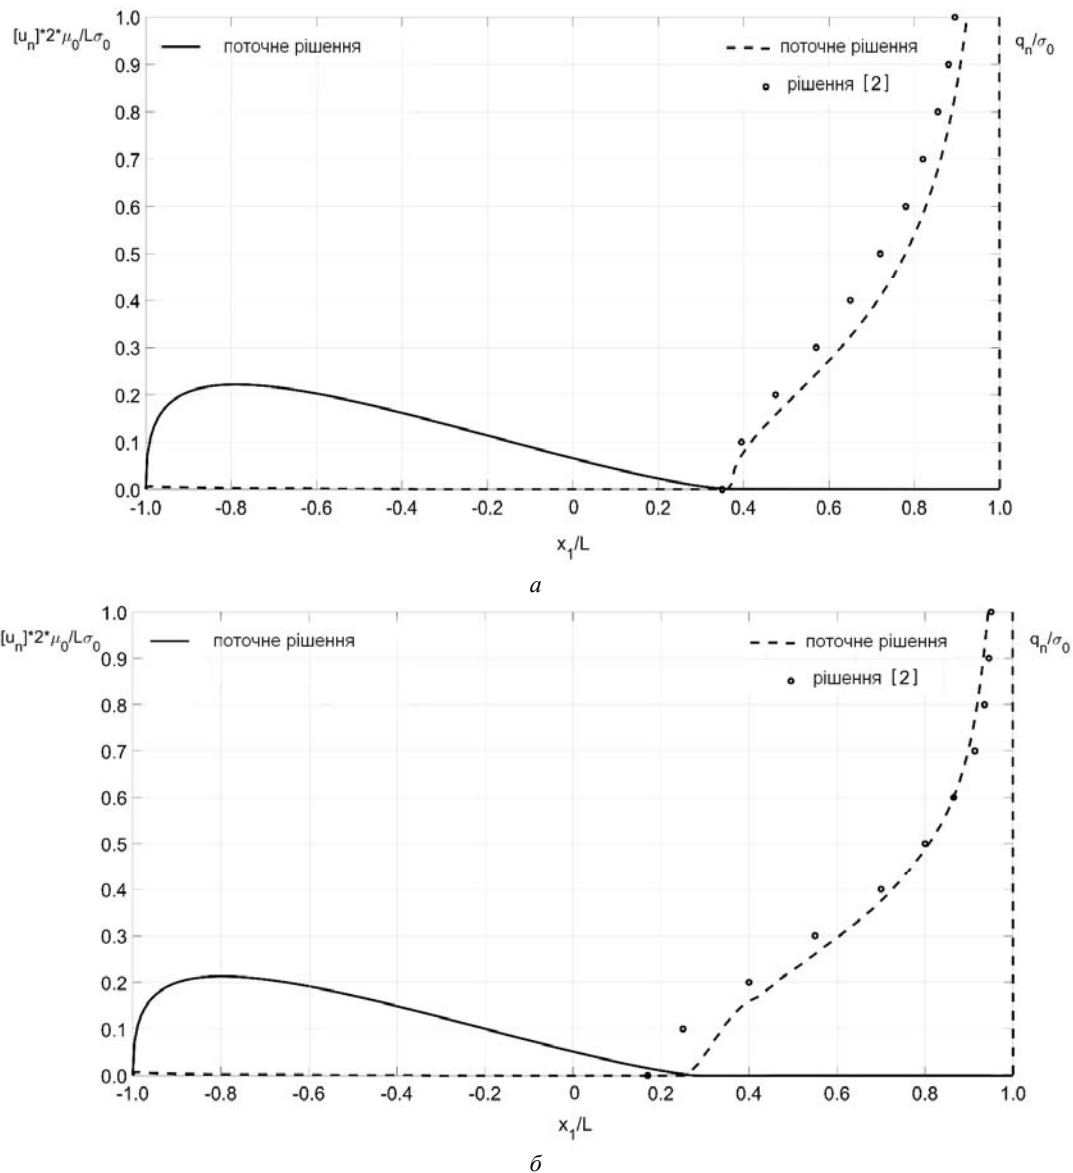 [u_n]*2*μ_0/Lσ_0
поточне рішення
поточне рішення
рішення [2]
q_n/σ_0
1.0
0.9
0.8
0.7
0.6
0.5
0.4
0.3
0.2
0.1
0.0
-1.0 -0.8 -0.6 -0.4 -0.2 0 0.2 0.4 0.6 0.8 1.0
x_1/L
а
[u_n]*2*μ_0/Lσ_0
поточне рішення
поточне рішення
рішення [2]
q_n/σ_0
1.0
0.9
0.8
0.7
0.6
0.5
0.4
0.3
0.2
0.1
0.0
-1.0 -0.8 -0.6 -0.4 -0.2 0 0.2 0.4 0.6 0.8 1.0
x_1/L
б